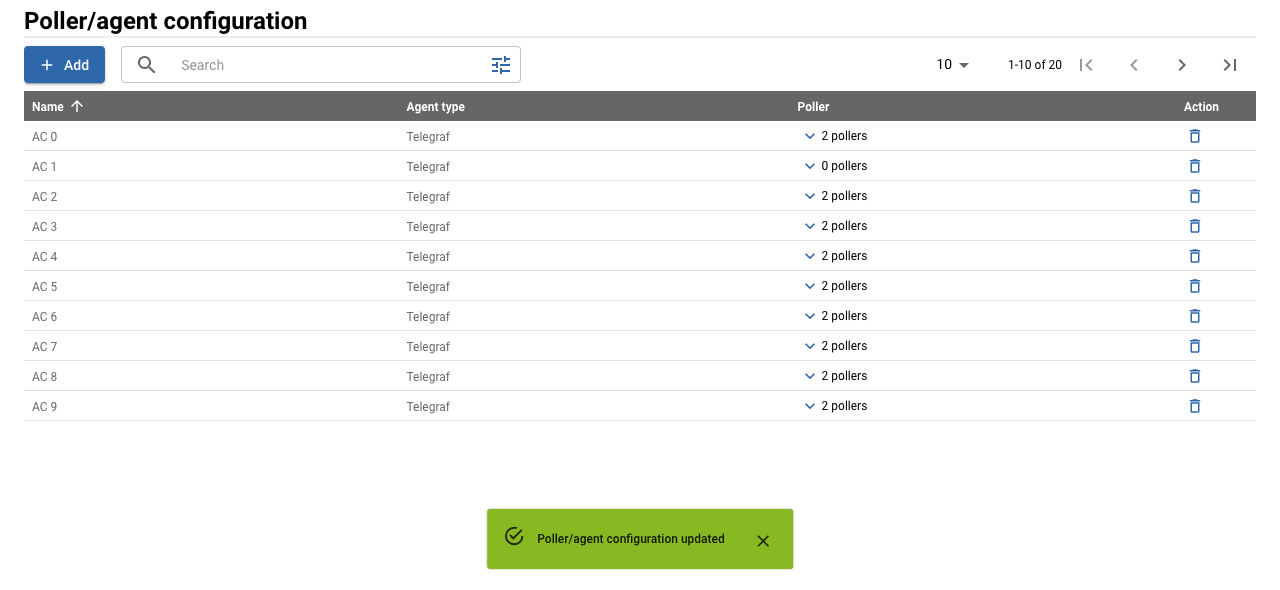 Poller/agent configuration
Add
Search
10
1-10 of 20
Name Agent type Poller Action
AC 0 Telegraf 2 pollers
AC 1 Telegraf 0 pollers
AC 2 Telegraf 2 pollers
AC 3 Telegraf 2 pollers
AC 4 Telegraf 2 pollers
AC 5 Telegraf 2 pollers
AC 6 Telegraf 2 pollers
AC 7 Telegraf 2 pollers
AC 8 Telegraf 2 pollers
AC 9 Telegraf 2 pollers
Poller/agent configuration updated